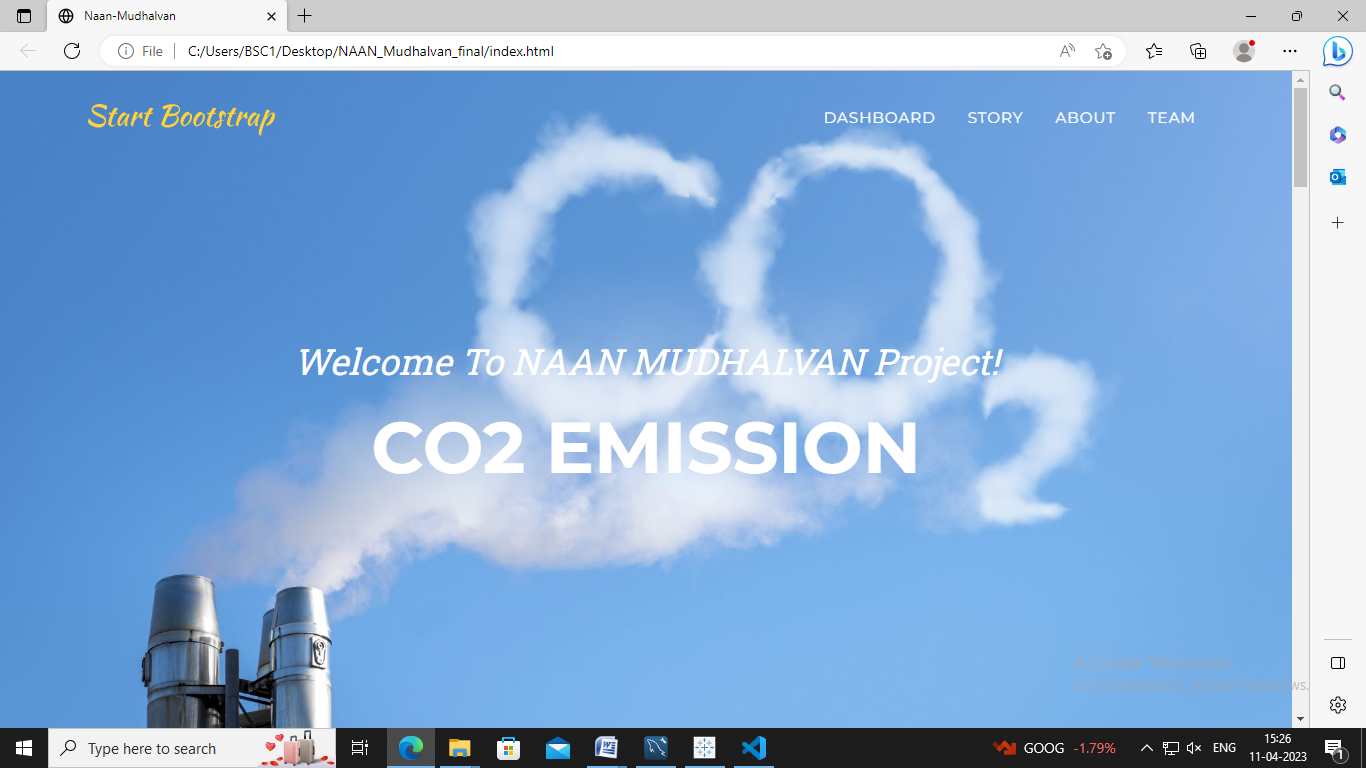 Naan-Mudhalvan
File
C:/Users/BSC1/Desktop/NAAN_Mudhalvan_final/index.html
Start Bootstrap
DASHBOARD STORY ABOUT TEAM
CO2
Welcome To NAAN MUDHALVAN Project!
CO2 EMISSION
Activate Windows
Go to Settings to activate Windows.
Type here to search
GOOG -1.79%
ENG
15:26
11-04-2023
1